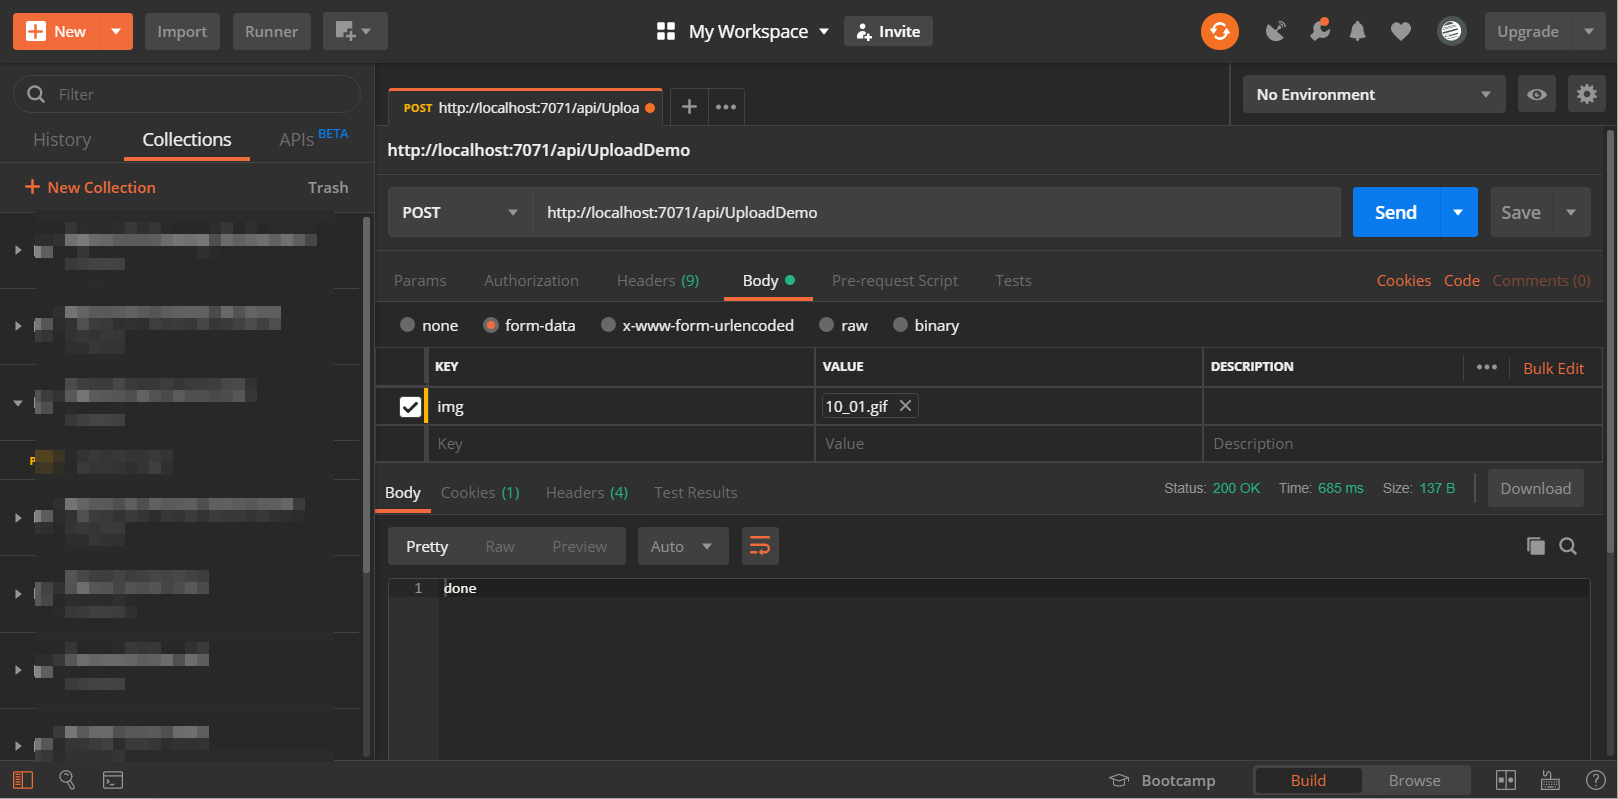 New Import Runner My Workspace Invite Upgrade
Filter
History Collections APIs BETA
+ New Collection Trash
POST http://localhost:7071/api/Uploa + ••• No Environment
http://localhost:7071/api/UploadDemo
POST http://localhost:7071/api/UploadDemo Send Save
Params Authorization Headers (9) Body Pre-request Script Tests Cookies Code Comments (0)
none form-data x-www-form-urlencoded raw binary
KEY VALUE DESCRIPTION ••• Bulk Edit
img 10_01.gif
Key Value Description
Body Cookies (1) Headers (4) Test Results Status: 200 OK Time: 685 ms Size: 137 B Download
Pretty Raw Preview Auto
1 done
Bootcamp Build Browse